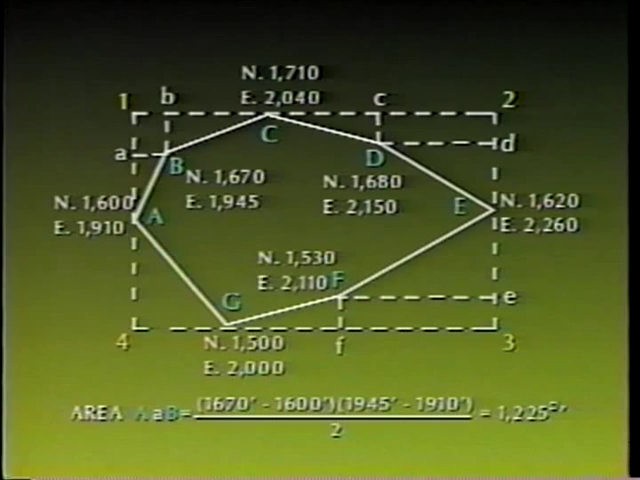 N. 1,710
1 b E. 2,040 c 2
C
a B D d
N. 1,670 N. 1,680
N. 1,600 A E. 1,945 E. 2,150 E N. 1,620
E. 1,910 E. 2,260
N. 1,530
E. 2,110 F
G e
4 N. 1,500 f 3
E. 2,000
AREA A aB= (1670' - 1600')(1945' - 1910') = 1,225
2